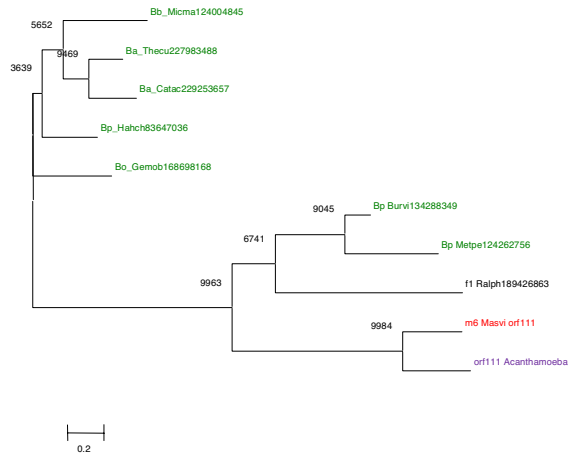 Bb_Micma124004845
5652
9469
Ba_Thecu227983488
3639
Ba_Catac229253657
Bp_Hahch83647036
Bo_Gemob168698168
9045
Bp Burvi134288349
6741
Bp Metpe124262756
9963
f1 Ralph189426863
9984
m6 Masvi orf111
orf111 Acanthamoeba
0.2